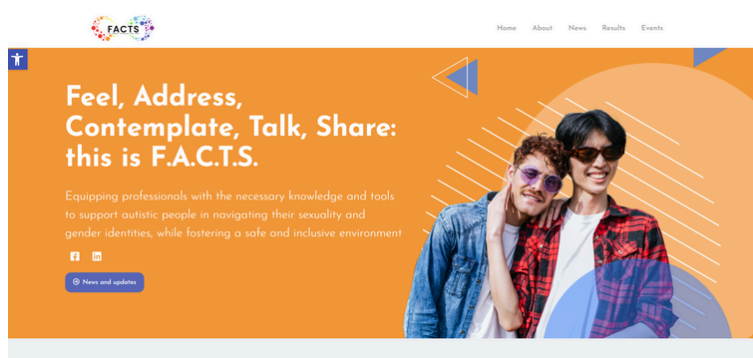 FACTS
Home About News Results Events
Feel, Address,
Contemplate, Talk, Share:
this is F.A.C.T.S.
Equipping professionals with the necessary knowledge and tools
to support autistic people in navigating their sexuality and
gender identities, while fostering a safe and inclusive environment
News and updates